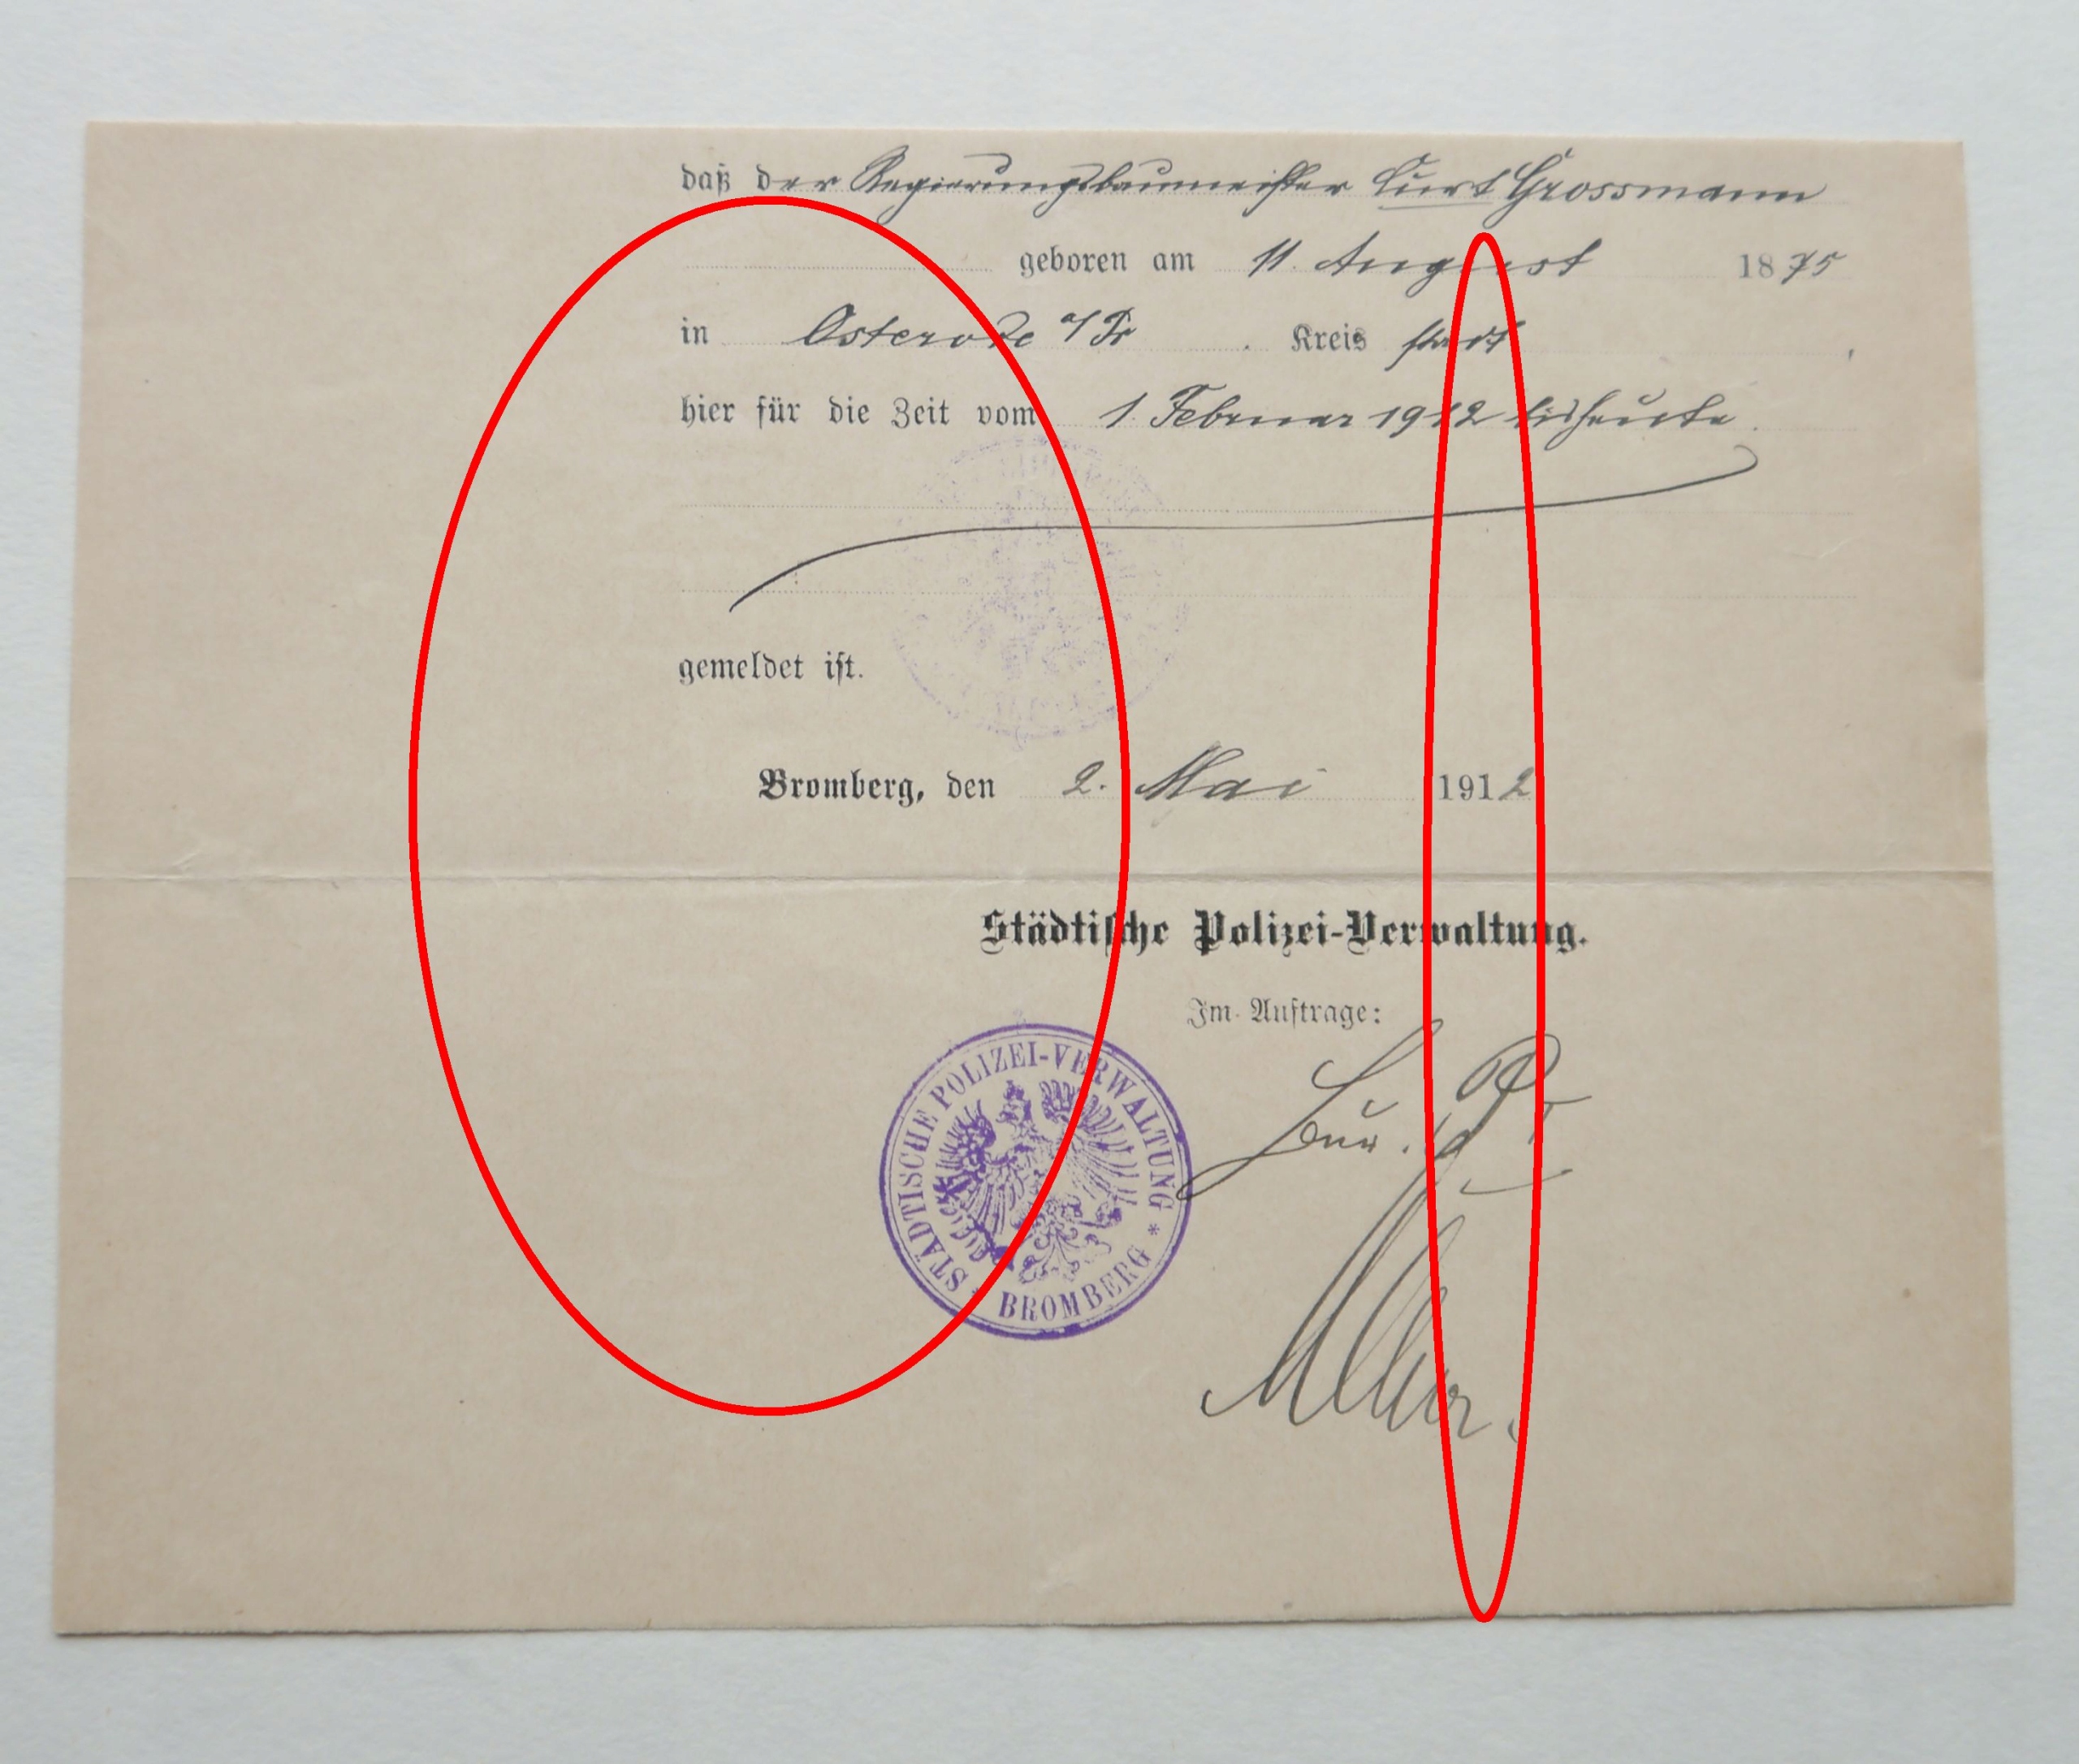 daß der Regierungsbaumeister Curt Grossmann
geboren am 11. August 1875
in Osterode a/Pr. Kreis
hier für die Zeit vom 1. Februar 1912 bis heute.
gemeldet ist.
Bromberg, den 2. Mai 1912
Städtische Polizei-Verwaltung.
Im Auftrage:
STÄDTISCHE POLIZEI-VERWALTUNG * BROMBERG *